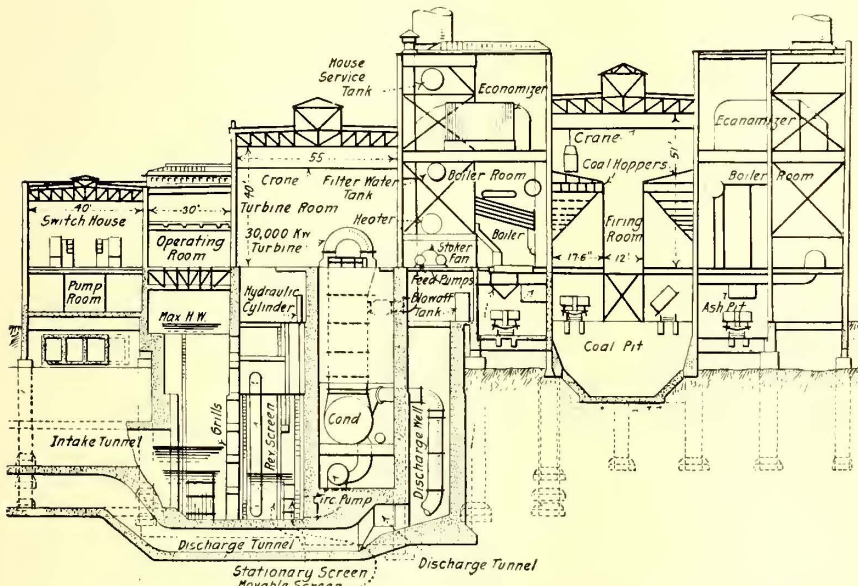 House
Service
Tank
Economizer
Economizer
Crane
Coal Hoppers
51'
55
40'
Crane
Filter Water
Tank
Boiler Room
Boiler Room
40'
30'
Switch House
Turbine Room
Heater
Firing
Room
Operating
Room
30,000 Kw
Turbine
Stoker
Fan
Boiler
17'-6"
12'
Pump
Room
Hydraulic
Cylinder
Feed-Pumps
Blowoff
Tank
Ash Pit
Max H.W.
Coal Pit
Intake Tunnel
Grills
Rev. Screen
Cond
Discharge Well
Circ. Pump
Discharge Tunnel
Discharge Tunnel
Stationary Screen
Movable Screen